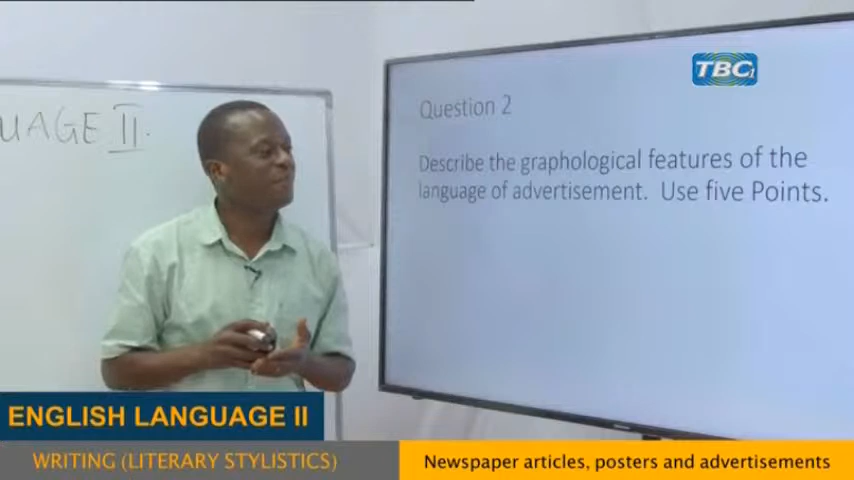 UAGE II.
TBC1
Question 2
Describe the graphological features of the
language of advertisement. Use five Points.
ENGLISH LANGUAGE II
WRITING (LITERARY STYLISTICS)
Newspaper articles, posters and advertisements